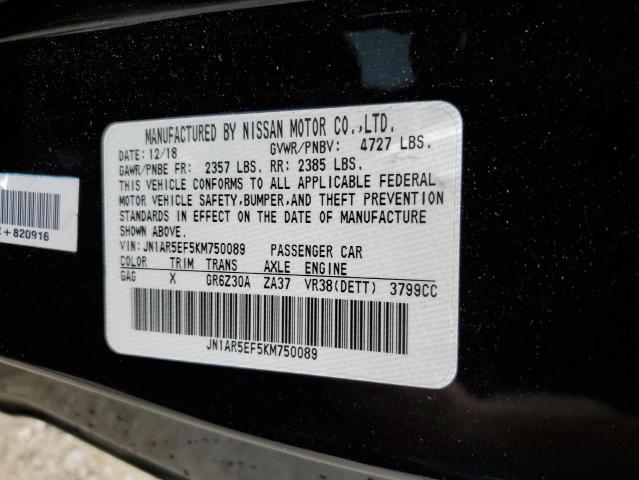 MANUFACTURED BY NISSAN MOTOR CO.,LTD.
DATE: 12/18 GVWR/PNBV: 4727 LBS.
GAWR/PNBE FR: 2357 LBS. RR: 2385 LBS.
THIS VEHICLE CONFORMS TO ALL APPLICABLE FEDERAL
MOTOR VEHICLE SAFETY,BUMPER,AND THEFT PREVENTION
STANDARDS IN EFFECT ON THE DATE OF MANUFACTURE
SHOWN ABOVE.
VIN: JN1AR5EF5KM750089 PASSENGER CAR
COLOR TRIM TRANS AXLE ENGINE
GAG X GR6Z30A ZA37 VR38(DETT) 3799CC
JN1AR5EF5KM750089
+820916